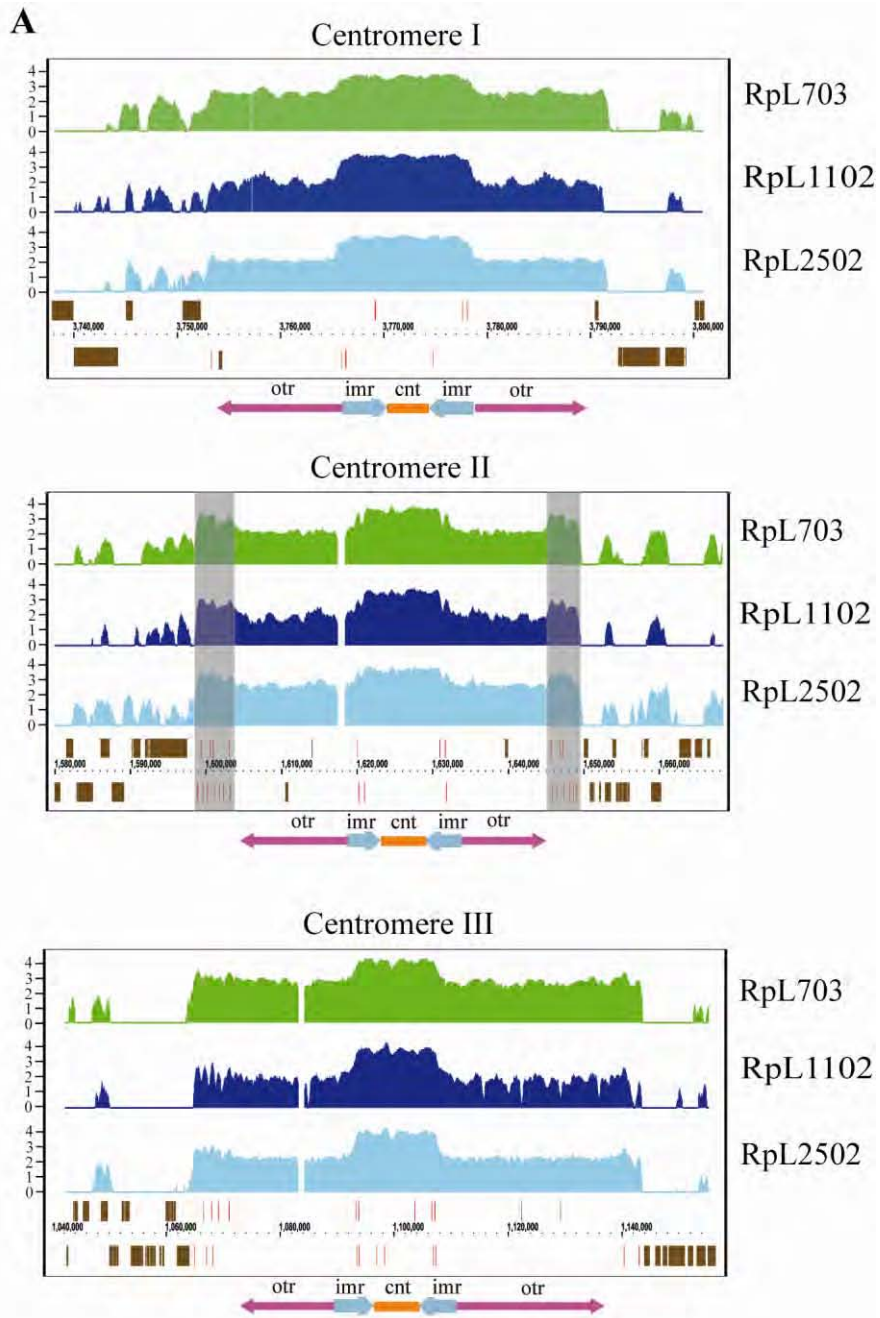 A
Centromere I
4
3
2
1
0
RpL703
4
3
2
1
0
RpL1102
4
3
2
1
0
RpL2502
3,740,000 3,750,000 3,760,000 3,770,000 3,780,000 3,790,000 3,800,000
otr imr cnt imr otr
Centromere II
4
3
2
1
0
RpL703
4
3
2
1
0
RpL1102
4
3
2
1
0
RpL2502
1,580,000 1,590,000 1,600,000 1,610,000 1,620,000 1,630,000 1,640,000 1,650,000 1,660,000
otr imr cnt imr otr
Centromere III
4
3
2
1
0
RpL703
4
3
2
1
0
RpL1102
4
3
2
1
0
RpL2502
1,040,000 1,060,000 1,080,000 1,100,000 1,120,000 1,140,000
otr imr cnt imr otr